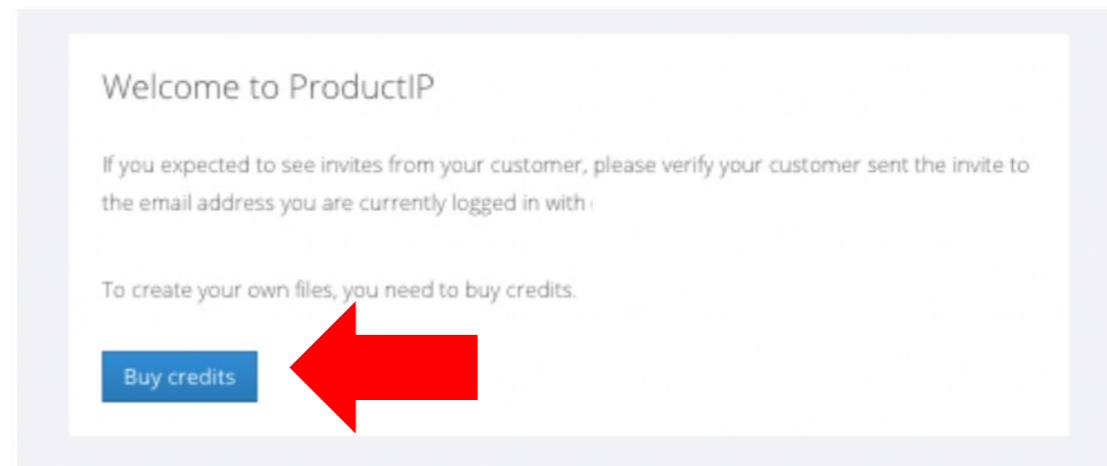 Welcome to ProductIP
If you expected to see invites from your customer, please verify your customer sent the invite to
the email address you are currently logged in with
To create your own files, you need to buy credits.
Buy credits